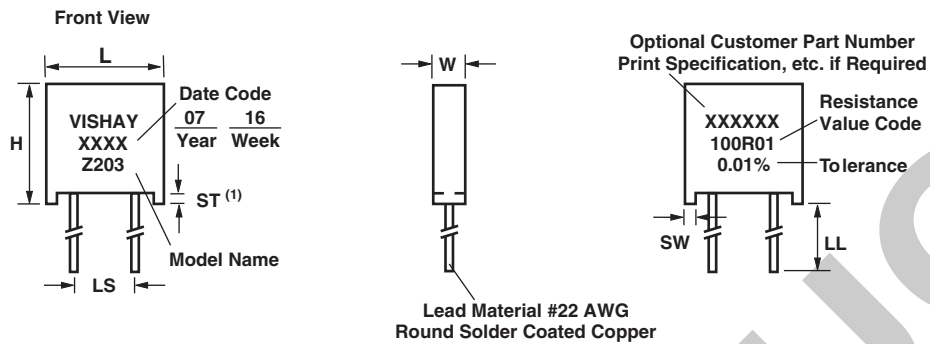 Front View
L
H
VISHAY
XXXX
Z203
Date Code
07 16
Year Week
ST (1)
Model Name
LS
W
Lead Material #22 AWG
Round Solder Coated Copper
Optional Customer Part Number
Print Specification, etc. if Required
XXXXXX
100R01
0.01%
Resistance
Value Code
Tolerance
SW
LL